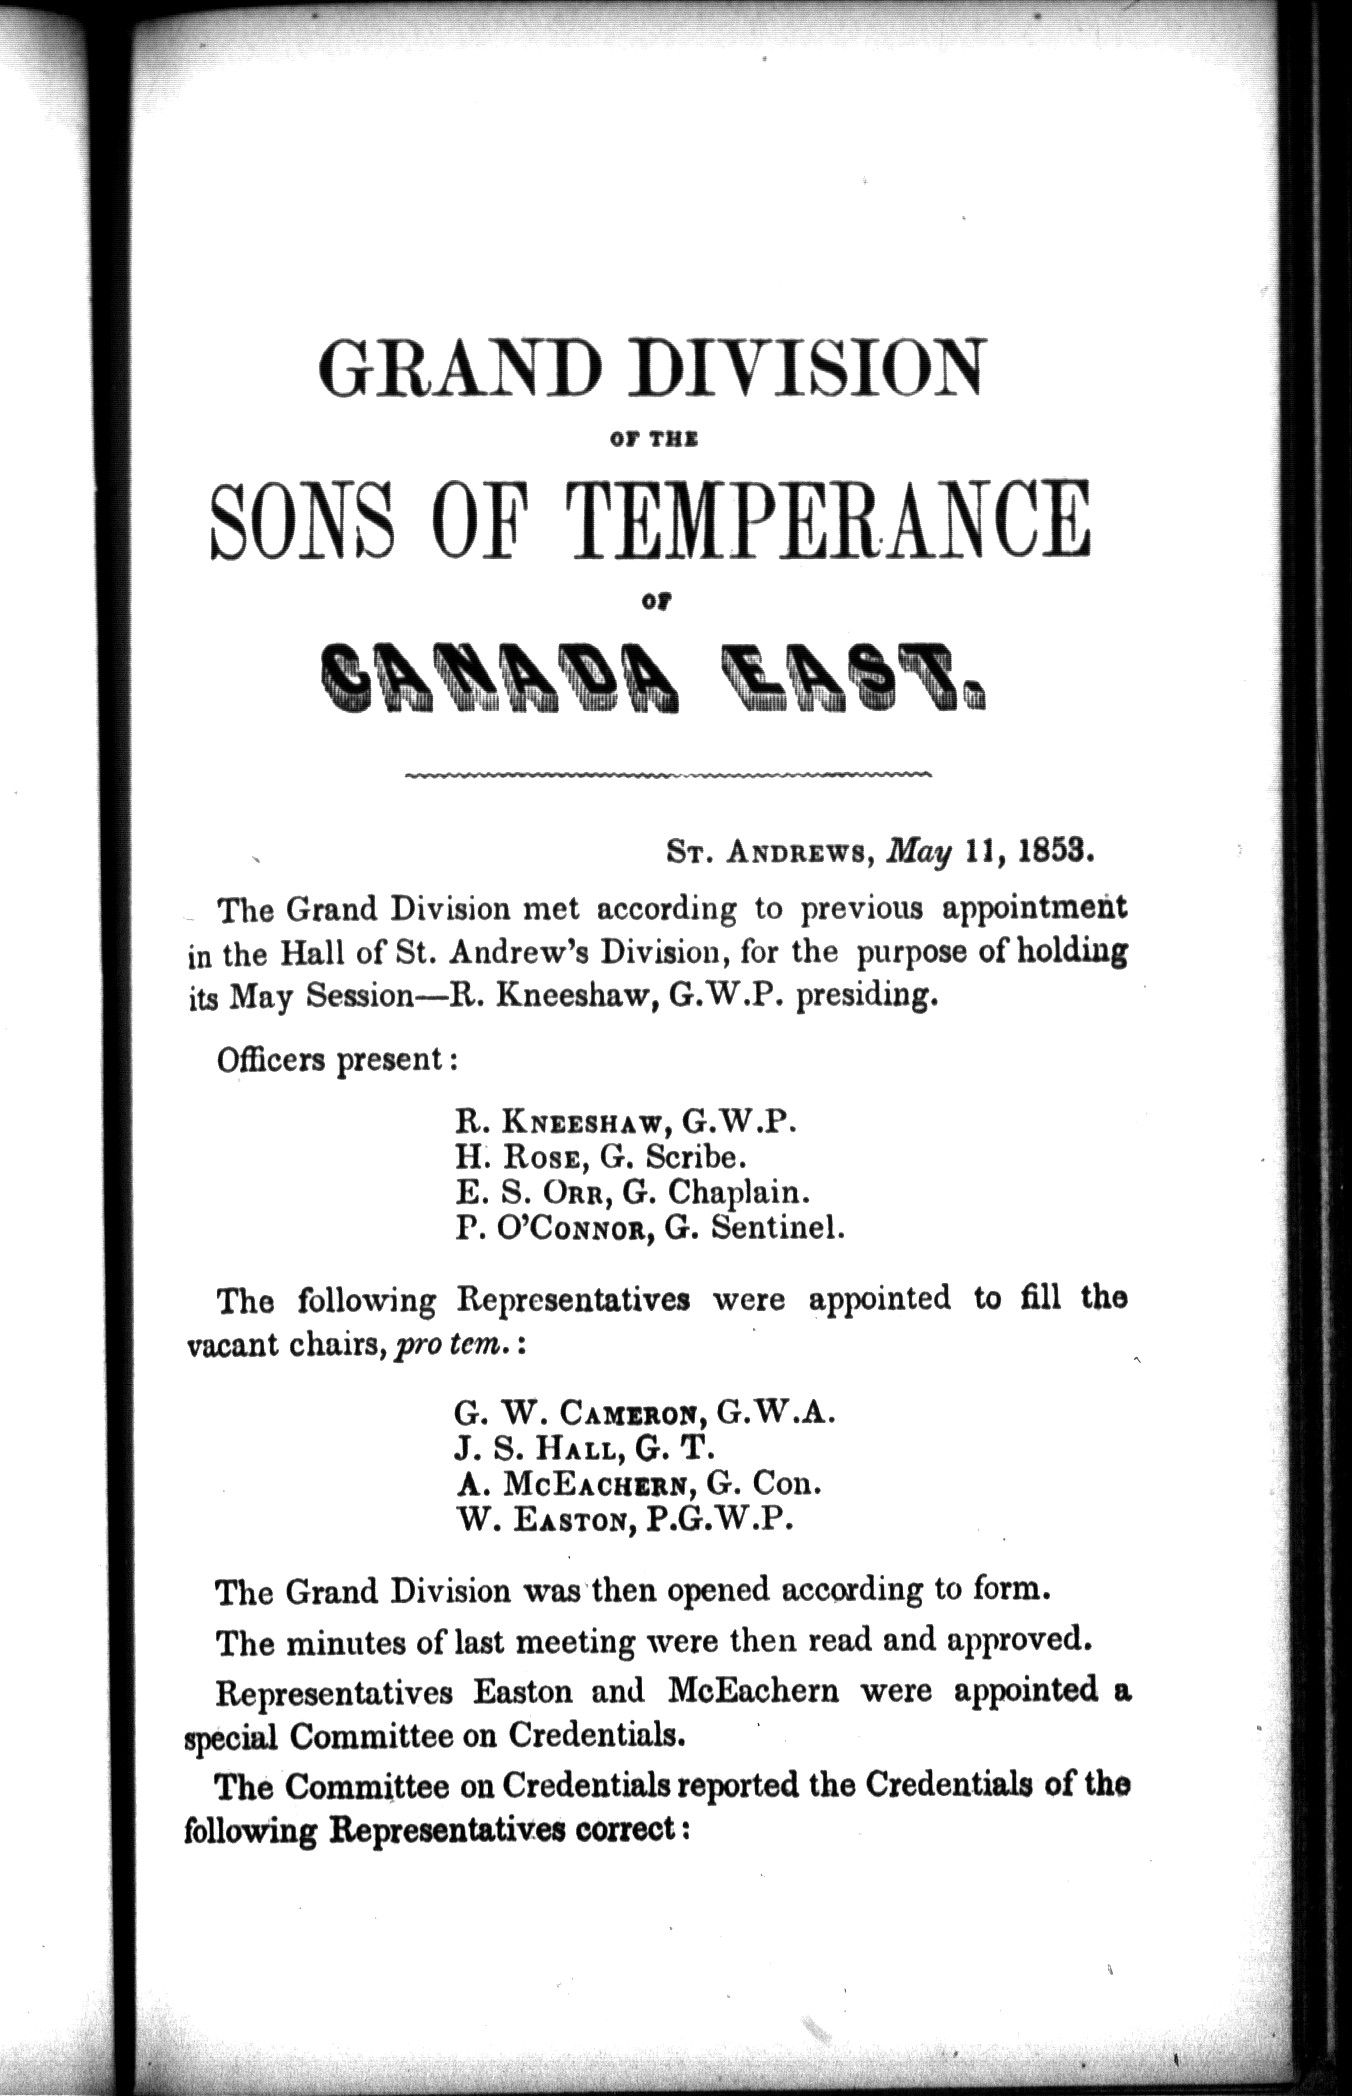 GRAND DIVISION
OF THE
SONS OF TEMPERANCE
OF
CANADA EAST.
ST. ANDREWS, May 11, 1853.
The Grand Division met according to previous appointment
in the Hall of St. Andrew's Division, for the purpose of holding
its May Session—R. Kneeshaw, G.W.P. presiding.
Officers present:
R. KNEESHAW, G.W.P.
H. ROSE, G. Scribe.
E. S. ORR, G. Chaplain.
P. O'CONNOR, G. Sentinel.
The following Representatives were appointed to fill the
vacant chairs, pro tem.:
G. W. CAMERON, G.W.A.
J. S. HALL, G. T.
A. McEACHERN, G. Con.
W. EASTON, P.G.W.P.
The Grand Division was then opened according to form.
The minutes of last meeting were then read and approved.
Representatives Easton and McEachern were appointed a
special Committee on Credentials.
The Committee on Credentials reported the Credentials of the
following Representatives correct: